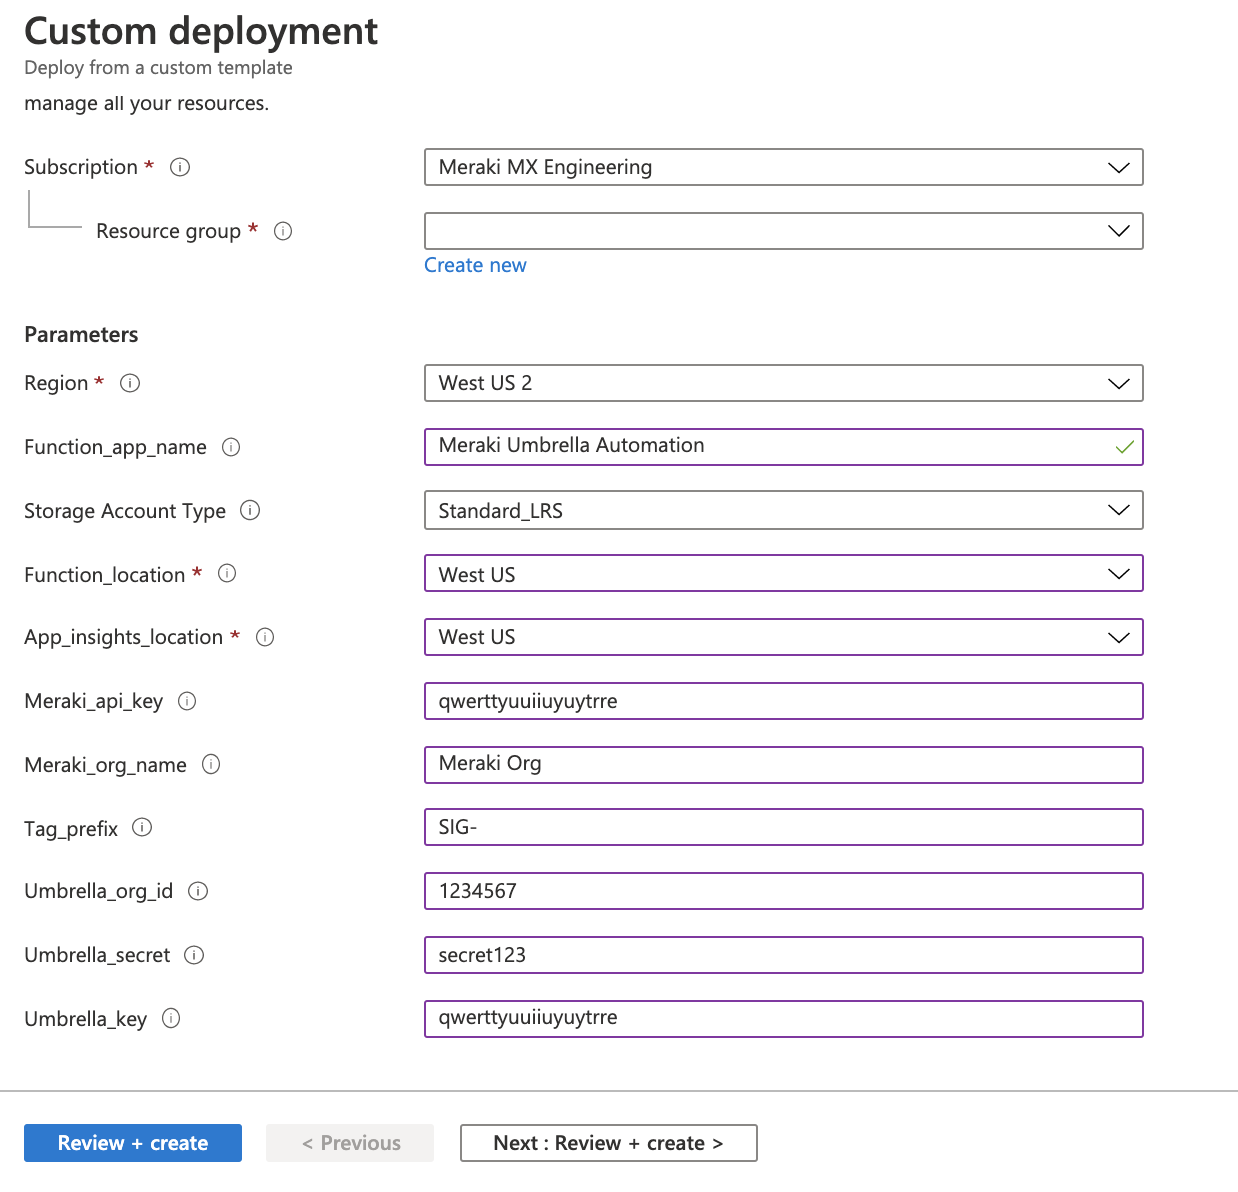 Custom deployment
Deploy from a custom template
manage all your resources.
Subscription * Meraki MX Engineering
Resource group *
Create new
Parameters
Region * West US 2
Function_app_name Meraki Umbrella Automation
Storage Account Type Standard_LRS
Function_location * West US
App_insights_location * West US
Meraki_api_key qwerttyuuiiuyuytrre
Meraki_org_name Meraki Org
Tag_prefix SIG-
Umbrella_org_id 1234567
Umbrella_secret secret123
Umbrella_key qwerttyuuiiuyuytrre
Review + create < Previous Next : Review + create >